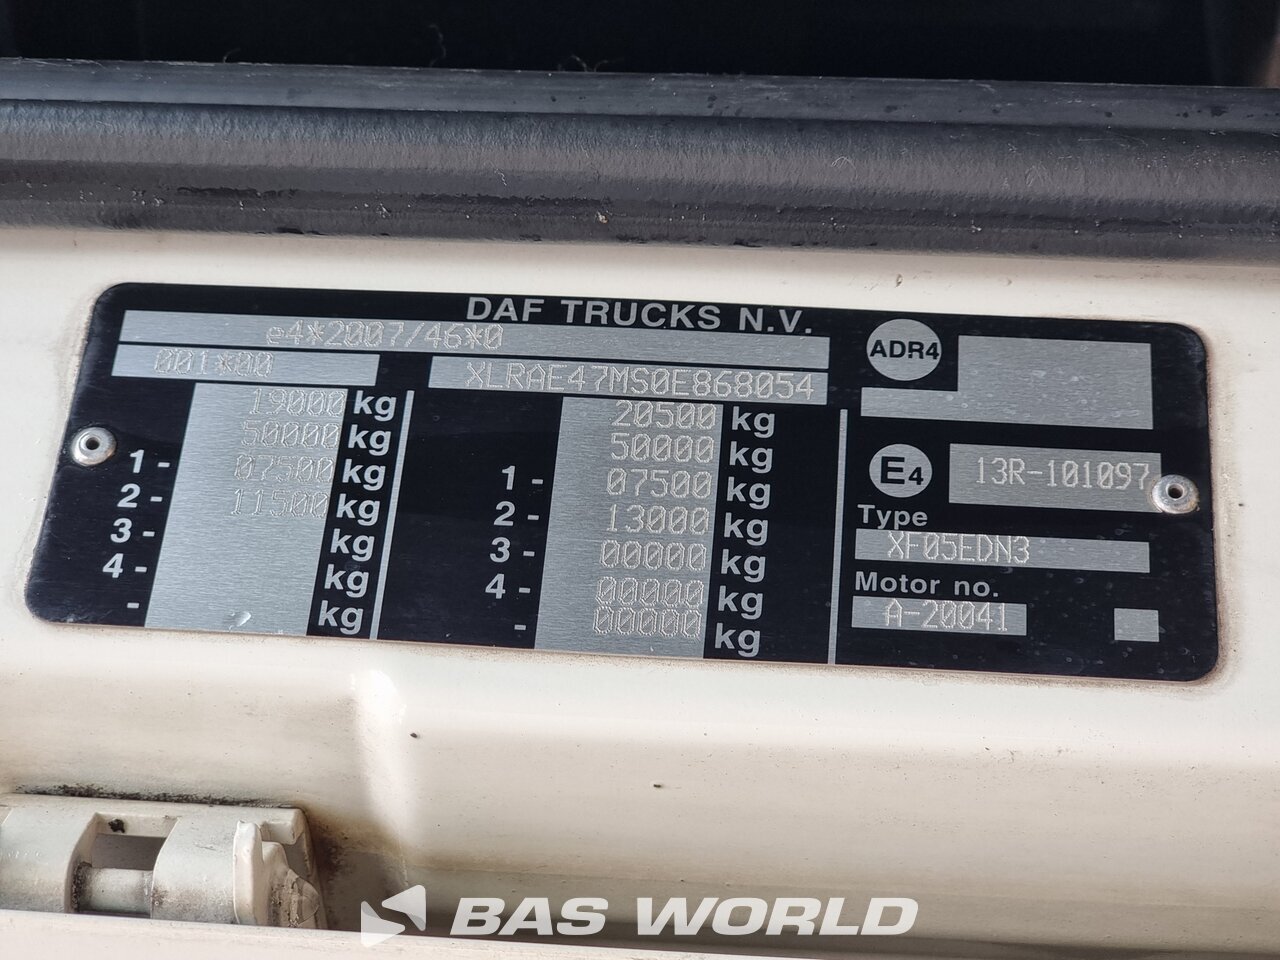 DAF TRUCKS N.V.
e4*2007/46*0
001*00
XLRAE47MS0E868054
19000 kg
50000 kg
1- 07500 kg
2- 11500 kg
3- kg
4- kg
- kg
20500 kg
50000 kg
1- 07500 kg
2- 13000 kg
3- 00000 kg
4- 00000 kg
- 00000 kg
ADR4
E4 13R-101097
Type
XF05EDN3
Motor no.
A-20041
BAS WORLD